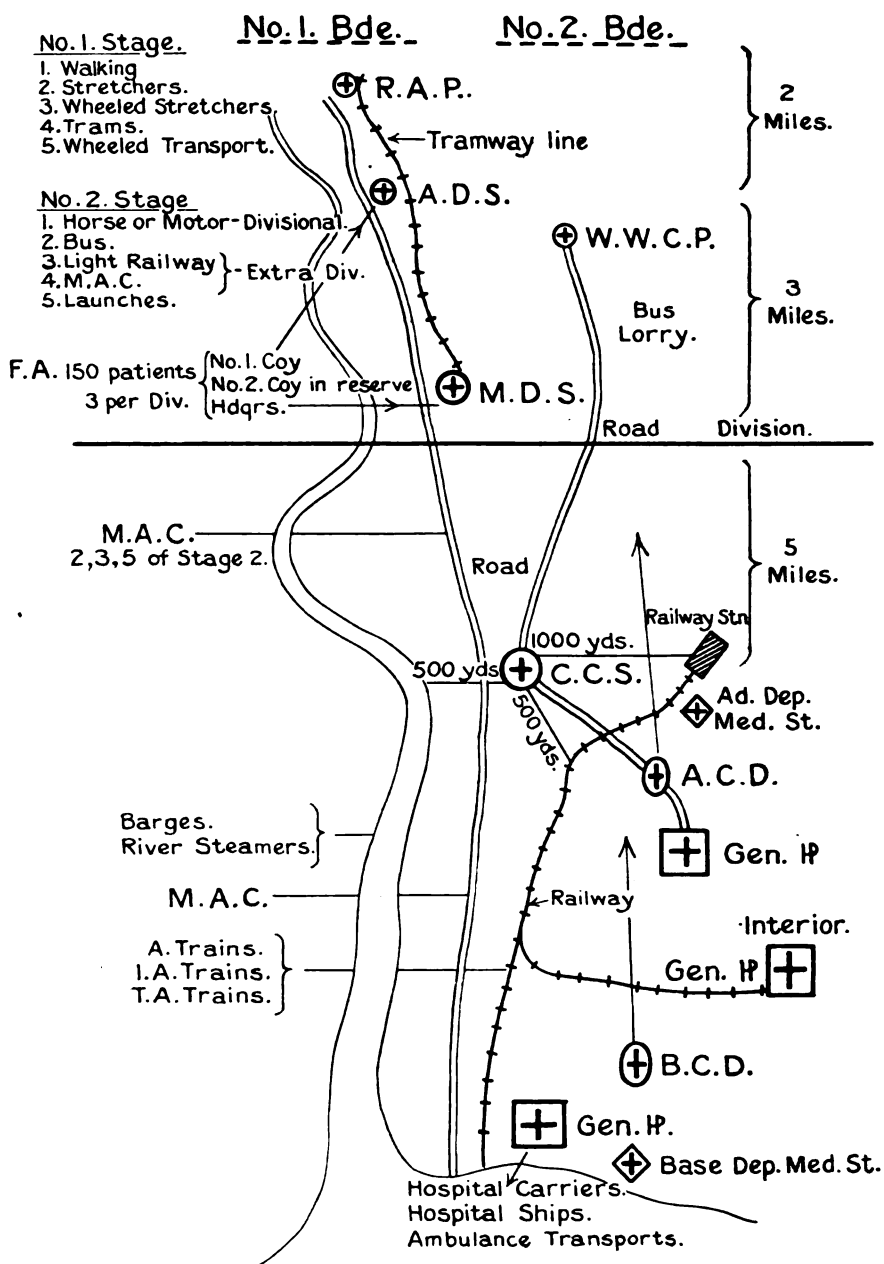 No.1. Bde.
No.2. Bde.
No.1. Stage.
1. Walking
2. Stretchers.
3. Wheeled Stretchers.
4. Trams.
5. Wheeled Transport.
R.A.P.
Tramway line
2
Miles.
A.D.S.
No.2. Stage
1. Horse or Motor-Divisional.
2. Bus.
3. Light Railway
4. M.A.C.
Extra Div.
5. Launches.
W.W.C.P.
Bus
Lorry.
3
Miles.
F.A. 150 patients
3 per Div.
No.1. Coy
No.2. Coy in reserve
Hdqrs.
M.D.S.
Road
Division.
M.A.C.
2,3,5 of Stage 2.
Road
5
Miles.
Railway Stn
1000 yds.
500 yds
C.C.S.
500 yds.
Ad. Dep.
Med. St.
A.C.D.
Barges.
River Steamers.
Gen. HP
M.A.C.
Railway
Interior.
A. Trains.
I.A. Trains.
T.A. Trains.
Gen. HP
B.C.D.
Gen. HP.
Base Dep. Med. St.
Hospital Carriers.
Hospital Ships.
Ambulance Transports.